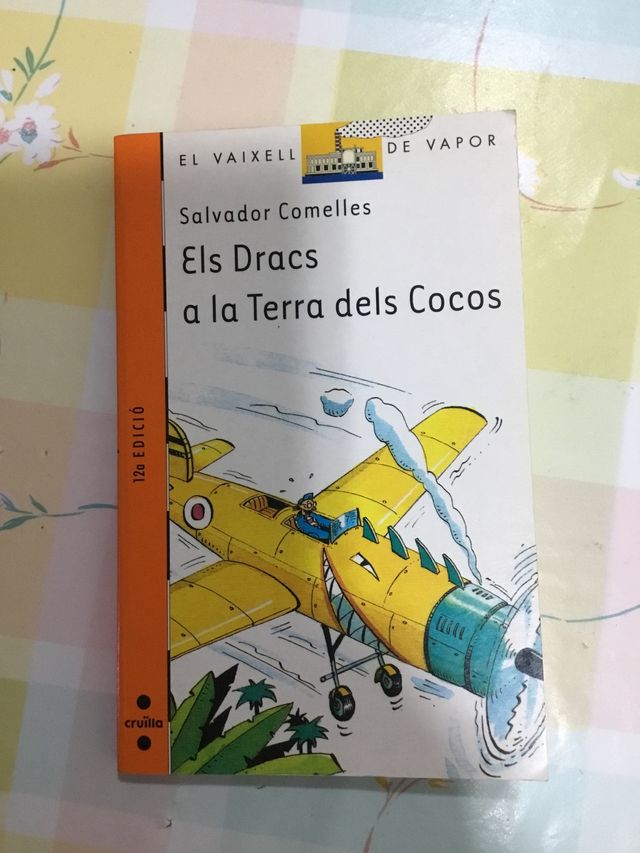 EL VAIXELL DE VAPOR
Salvador Comelles
Els Dracs
a la Terra dels Cocos
12a EDICIÓ
cruïlla